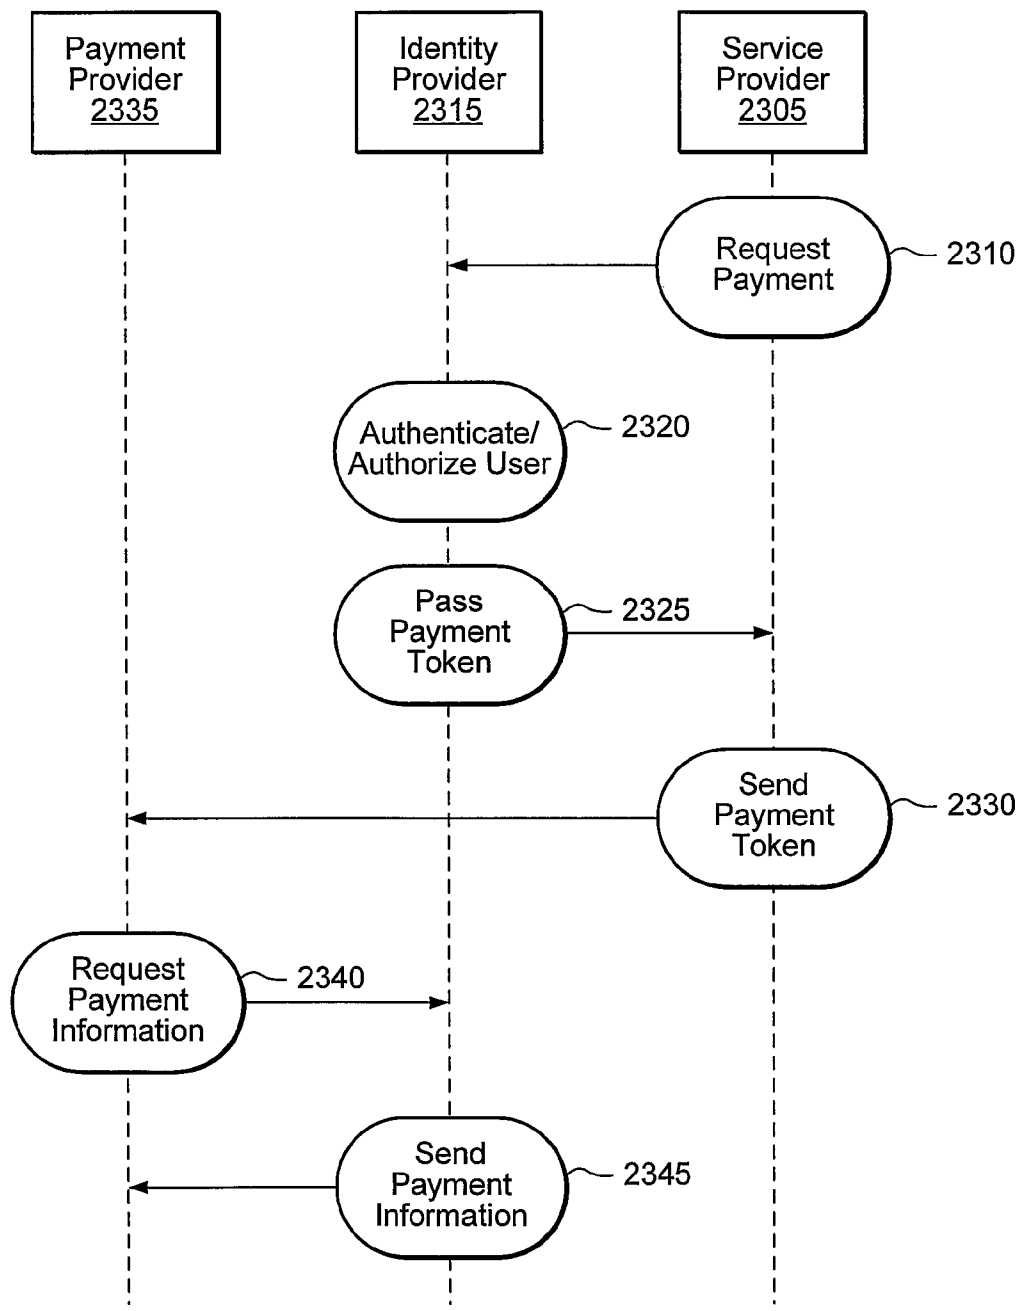 Payment
Provider
2335
Identity
Provider
2315
Service
Provider
2305
Request
Payment
2310
Authenticate/
Authorize User
2320
Pass
Payment
Token
2325
Send
Payment
Token
2330
Request
Payment
Information
2340
Send
Payment
Information
2345